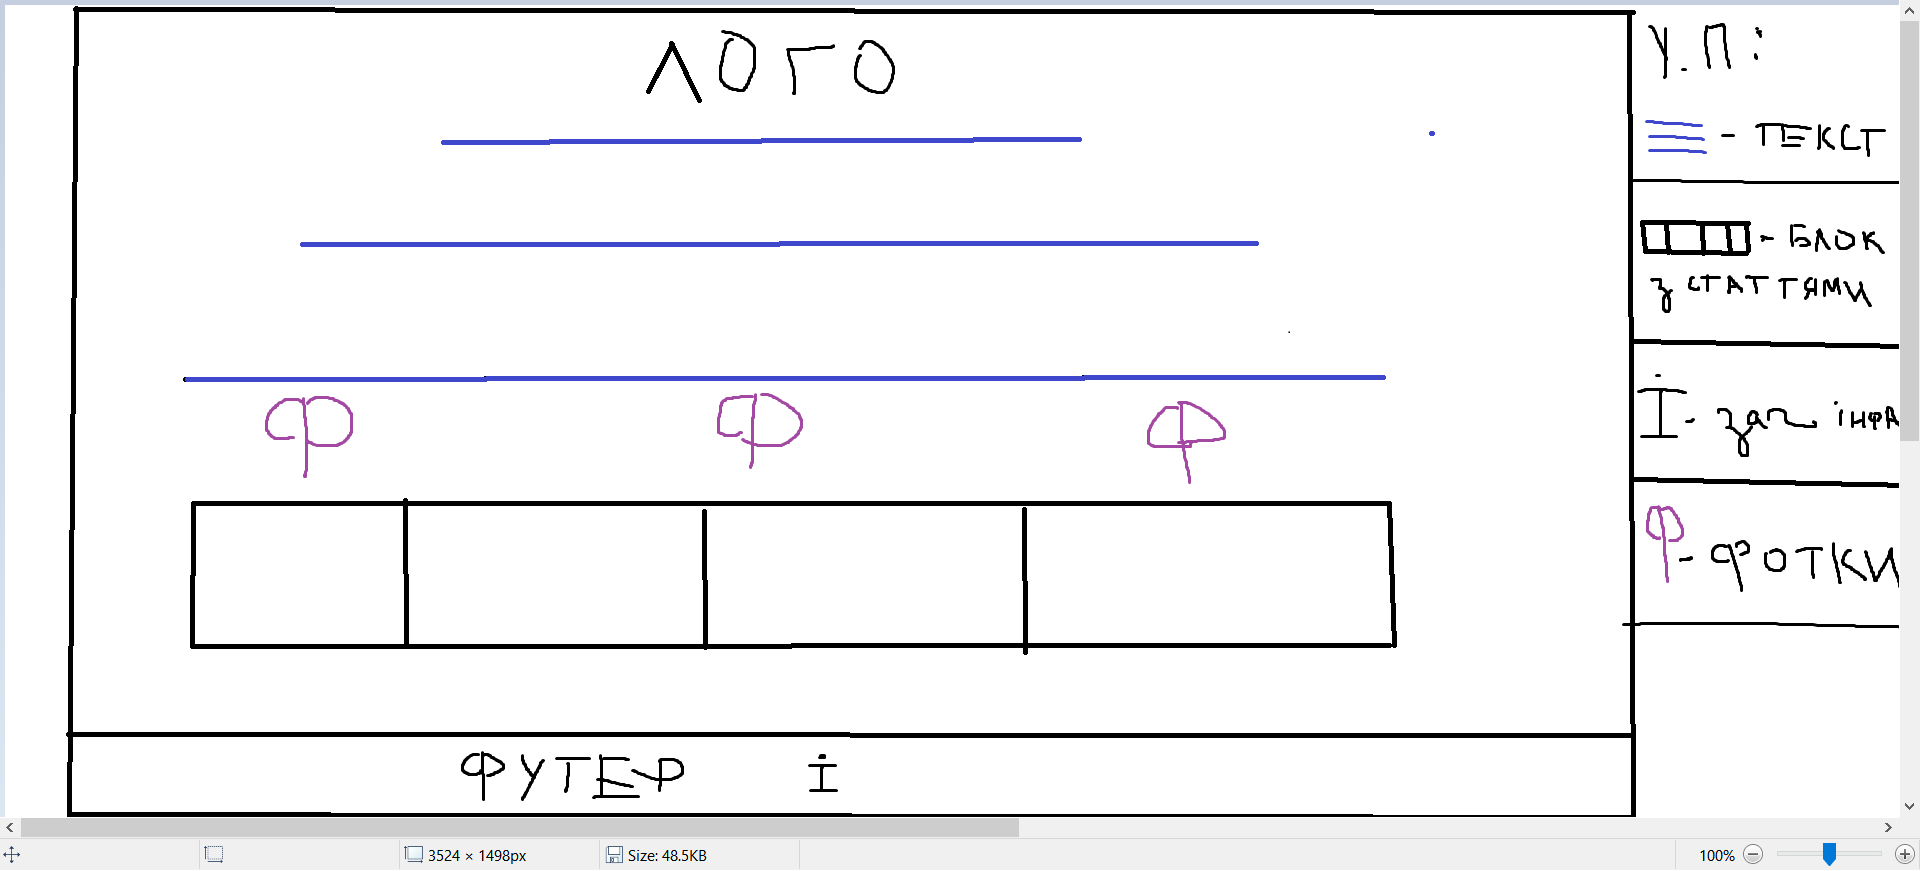 ЛОГО
Ф Ф Ф
ФУТЕР І
У.П:
- ТЕКСТ
- БЛОК
З СТАТТЯМИ
І - заг інфа
Ф - ФОТКИ
3524 × 1498px
Size: 48.5KB
100%